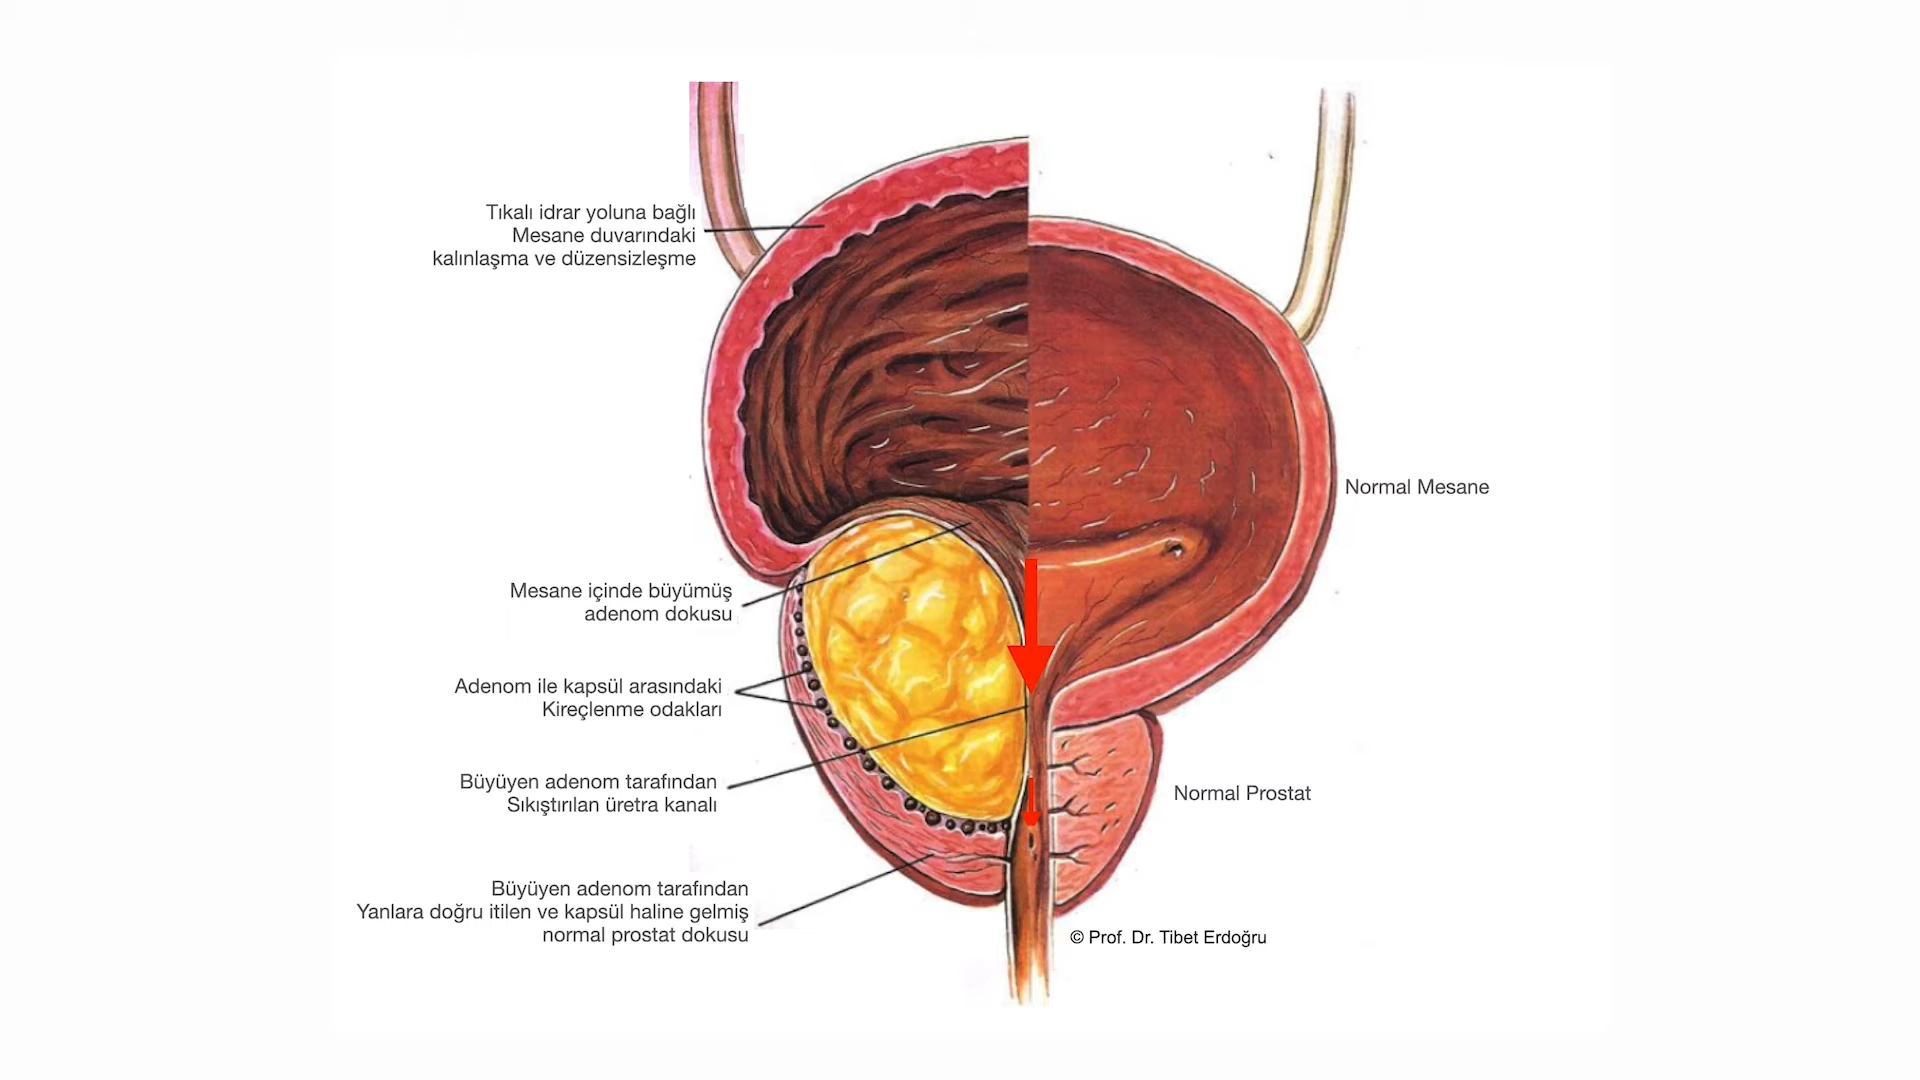 Tıkalı idrar yoluna bağlı
Mesane duvarındaki
kalınlaşma ve düzensizleşme
Normal Mesane
Mesane içinde büyümüş
adenom dokusu
Adenom ile kapsül arasındaki
Kireçlenme odakları
Büyüyen adenom tarafından
Sıkıştırılan üretra kanalı
Normal Prostat
Büyüyen adenom tarafından
Yanlara doğru itilen ve kapsül haline gelmiş
normal prostat dokusu
© Prof. Dr. Tibet Erdoğru